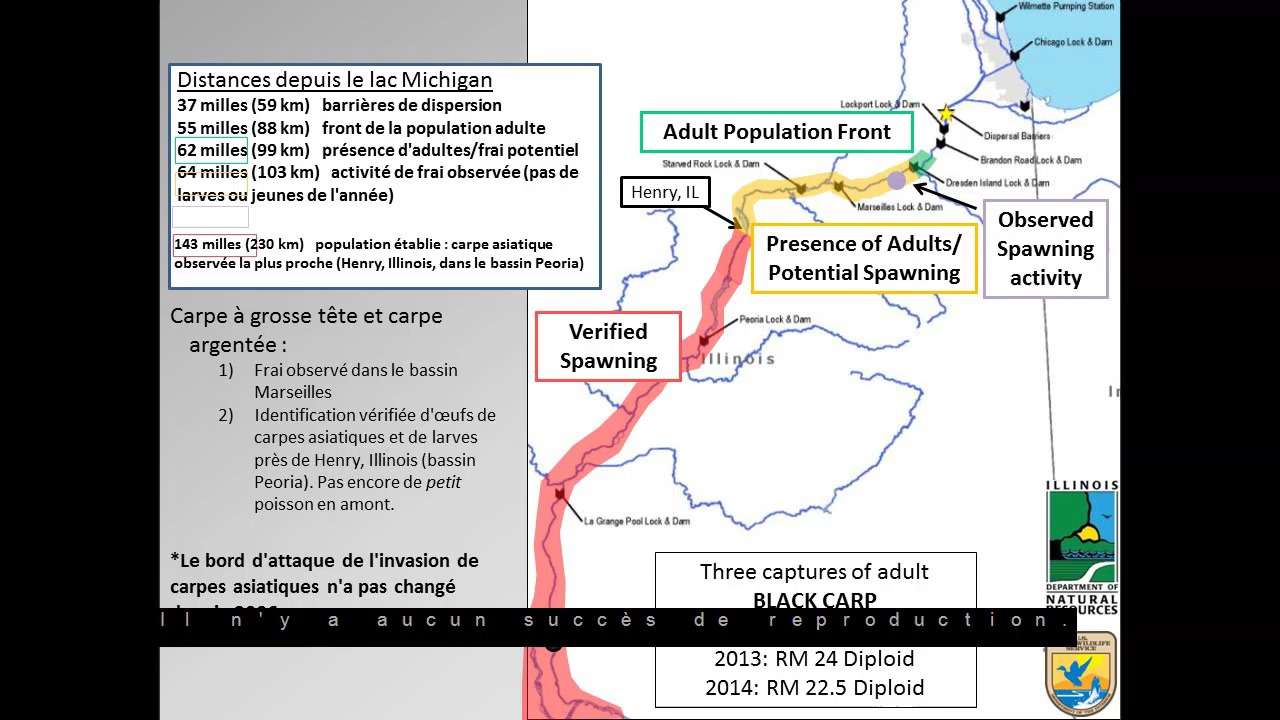 Distances depuis le lac Michigan
37 milles (59 km) barrières de dispersion
55 milles (88 km) front de la population adulte
62 milles (99 km) présence d'adultes/frai potentiel
64 milles (103 km) activité de frai observée (pas de
larves ou jeunes de l'année)
143 milles (230 km) population établie : carpe asiatique
observée la plus proche (Henry, Illinois, dans le bassin Peoria)
Carpe à grosse tête et carpe
argentée :
1) Frai observé dans le bassin
Marseilles
2) Identification vérifiée d'œufs de
carpes asiatiques et de larves
près de Henry, Illinois (bassin
Peoria). Pas encore de petit
poisson en amont.
*Le bord d'attaque de l'invasion de
carpes asiatiques n'a pas changé
Wilmette Pumping Station
Chicago Lock & Dam
Lockport Lock & Dam
Adult Population Front
Dispersal Barriers
Starved Rock Lock & Dam
Brandon Road Lock & Dam
Henry, IL
Dresden Island Lock & Dam
Marseilles Lock & Dam
Observed
Spawning
activity
Presence of Adults/
Potential Spawning
Verified
Spawning
Peoria Lock & Dam
Illinois
La Grange Pool Lock & Dam
Three captures of adult
BLACK CARP
2013: RM 24 Diploid
2014: RM 22.5 Diploid
ILLINOIS
DEPARTMENT OF
NATURAL
RESOURCES
Il n'y a aucun succès de reproduction.